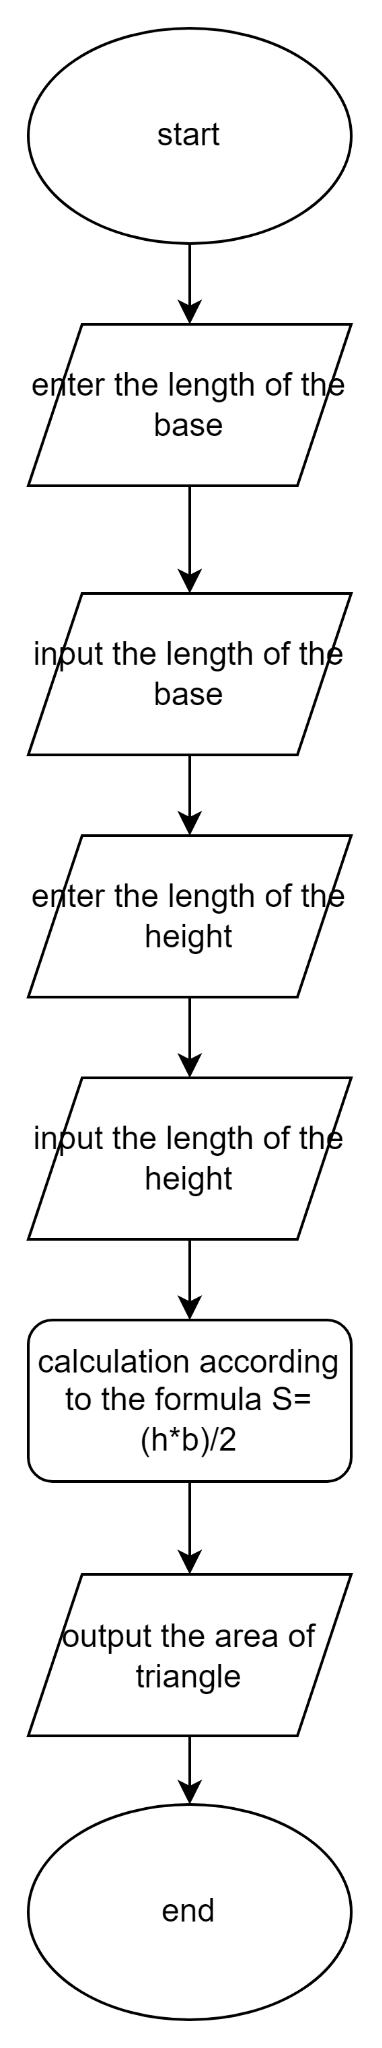 start
enter the length of the
base
input the length of the
base
enter the length of the
height
input the length of the
height
calculation according
to the formula S=
(h*b)/2
output the area of
triangle
end